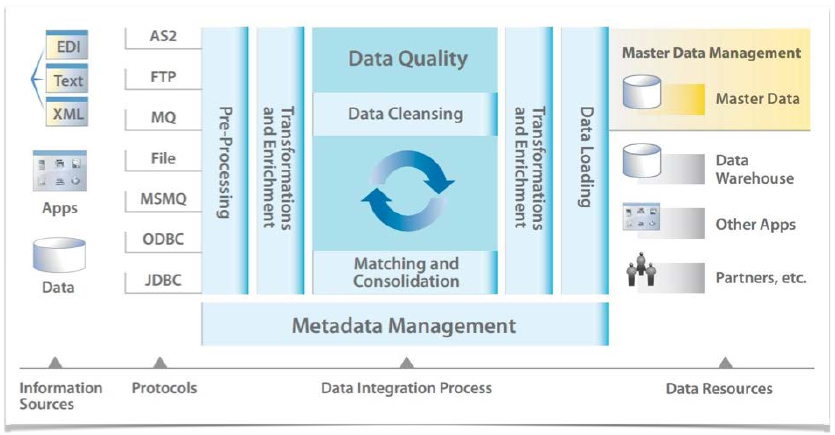 EDI
Text
XML
Apps
Data
AS2
FTP
MQ
File
MSMQ
ODBC
JDBC
Pre-Processing
Transformations
and Enrichment
Data Quality
Data Cleansing
Matching and
Consolidation
Transformations
and Enrichment
Data Loading
Metadata Management
Master Data Management
Master Data
Data
Warehouse
Other Apps
Partners, etc.
Information
Sources
Protocols
Data Integration Process
Data Resources